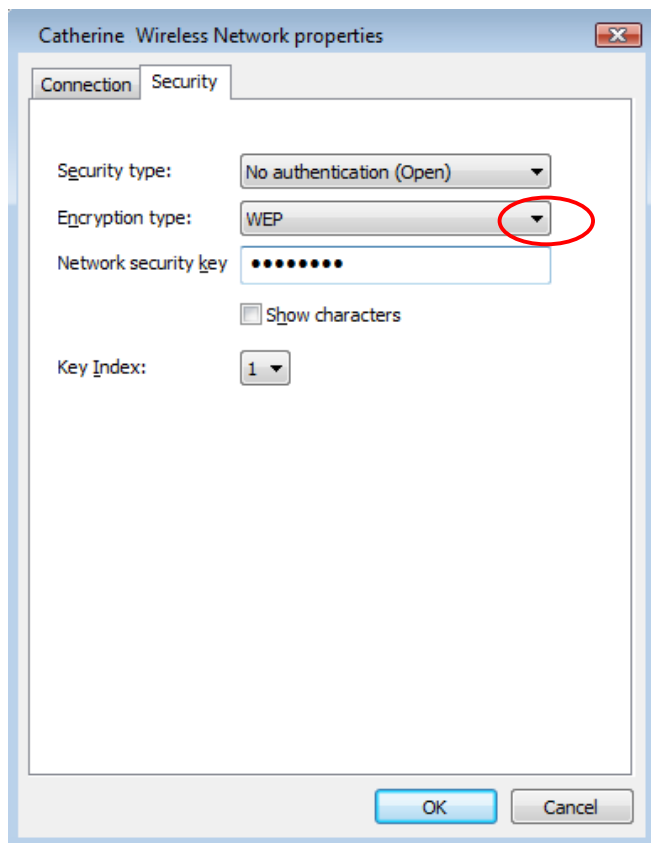 Catherine  Wireless Network properties
Connection Security
Security type: No authentication (Open)
Encryption type: WEP
Network security key ••••••••
Show characters
Key Index: 1
OK Cancel